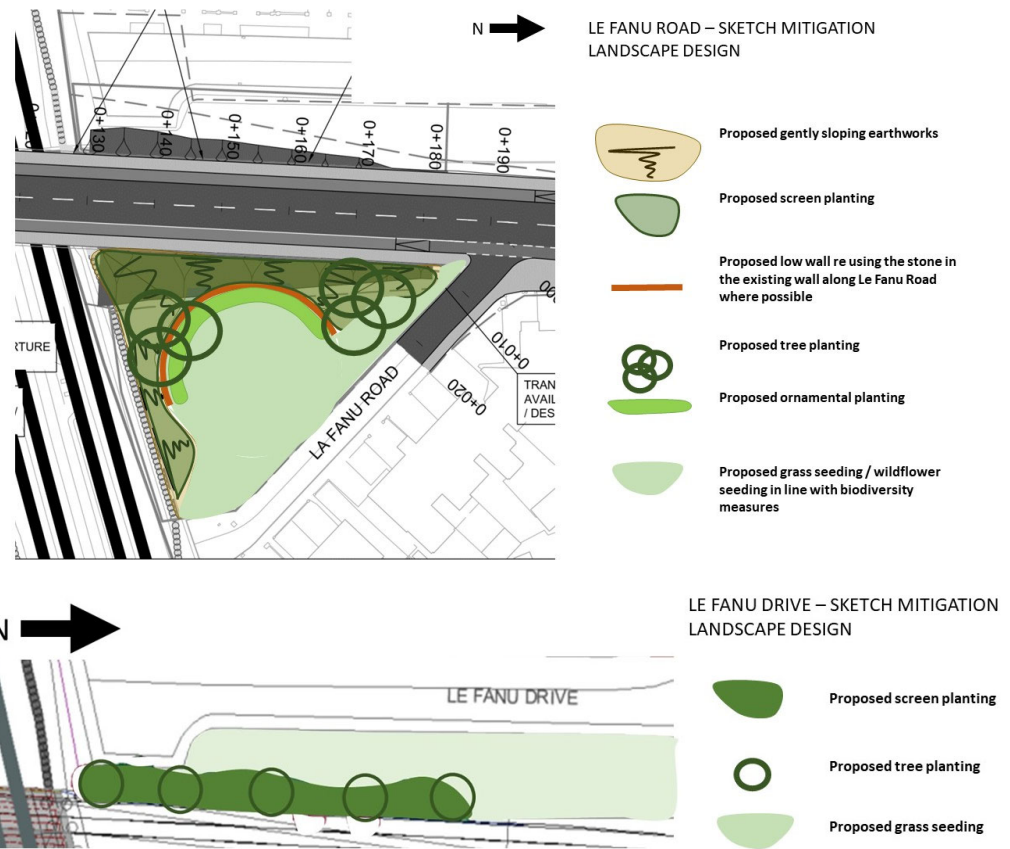 N
LE FANU ROAD – SKETCH MITIGATION
LANDSCAPE DESIGN
0+130
0+140
0+150
0+160
0+170
0+180
0+190
Proposed gently sloping earthworks
Proposed screen planting
Proposed low wall re using the stone in
the existing wall along Le Fanu Road
where possible
Proposed tree planting
Proposed ornamental planting
Proposed grass seeding / wildflower
seeding in line with biodiversity
measures
RTURE
LA FANU ROAD
0+010
0+020
TRAN
AVAIL
/ DES
N
LE FANU DRIVE – SKETCH MITIGATION
LANDSCAPE DESIGN
LE FANU DRIVE
Proposed screen planting
Proposed tree planting
Proposed grass seeding